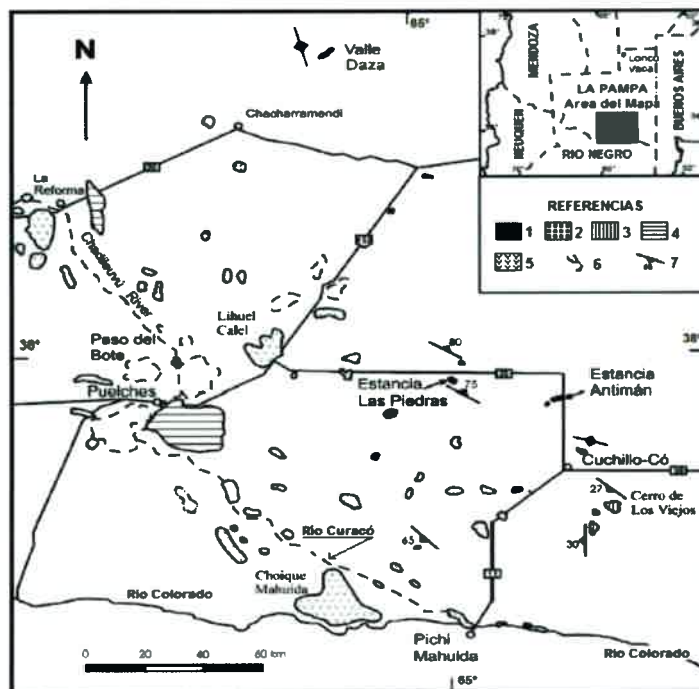 65°
N
Valle
Daza
Chacharramendi
La
Reforma
Chadileuvú River
Lihuel
Calel
38°
Paso del
Bote
Puelches
80
Estancia
Las Piedras
75
38°
Estancia
Antimán
Cuchillo-Có
27
Cerro de
Los Viejos
30
65
Río Curacó
Choique
Mahuida
Río Colorado
Pichi
Mahuida
Río Colorado
0 20 40 60 km
65°
MENDOZA
Lonco
Vaca
BUENOS AIRES
LA PAMPA
Area del Mapa
NEUQUEN
RIO NEGRO
REFERENCIAS
1 2 3 4
5 6 7